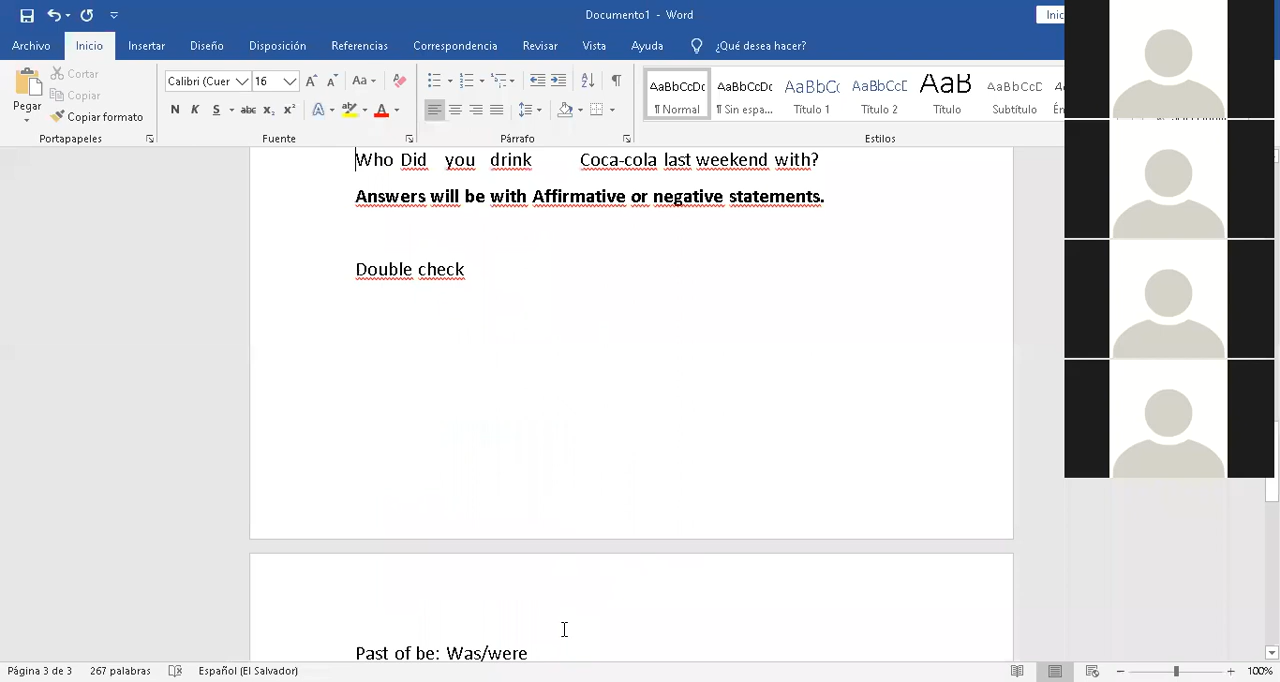 Documento1 - Word
Inic
Archivo Inicio Insertar Diseño Disposición Referencias Correspondencia Revisar Vista Ayuda ¿Qué desea hacer?
Pegar
Cortar
Copiar
Copiar formato
Portapapeles
Calibri (Cuer 16
Fuente
Párrafo
AaBbCcDc AaBbCcDc AaBbCc AaBbCcD AaB AaBbCcD
¶ Normal ¶ Sin espa... Título 1 Título 2 Título Subtítulo
Estilos
Who Did you drink Coca-cola last weekend with?
Answers will be with Affirmative or negative statements.
Double check
Past of be: Was/were
Página 3 de 3 267 palabras Español (El Salvador) 100%